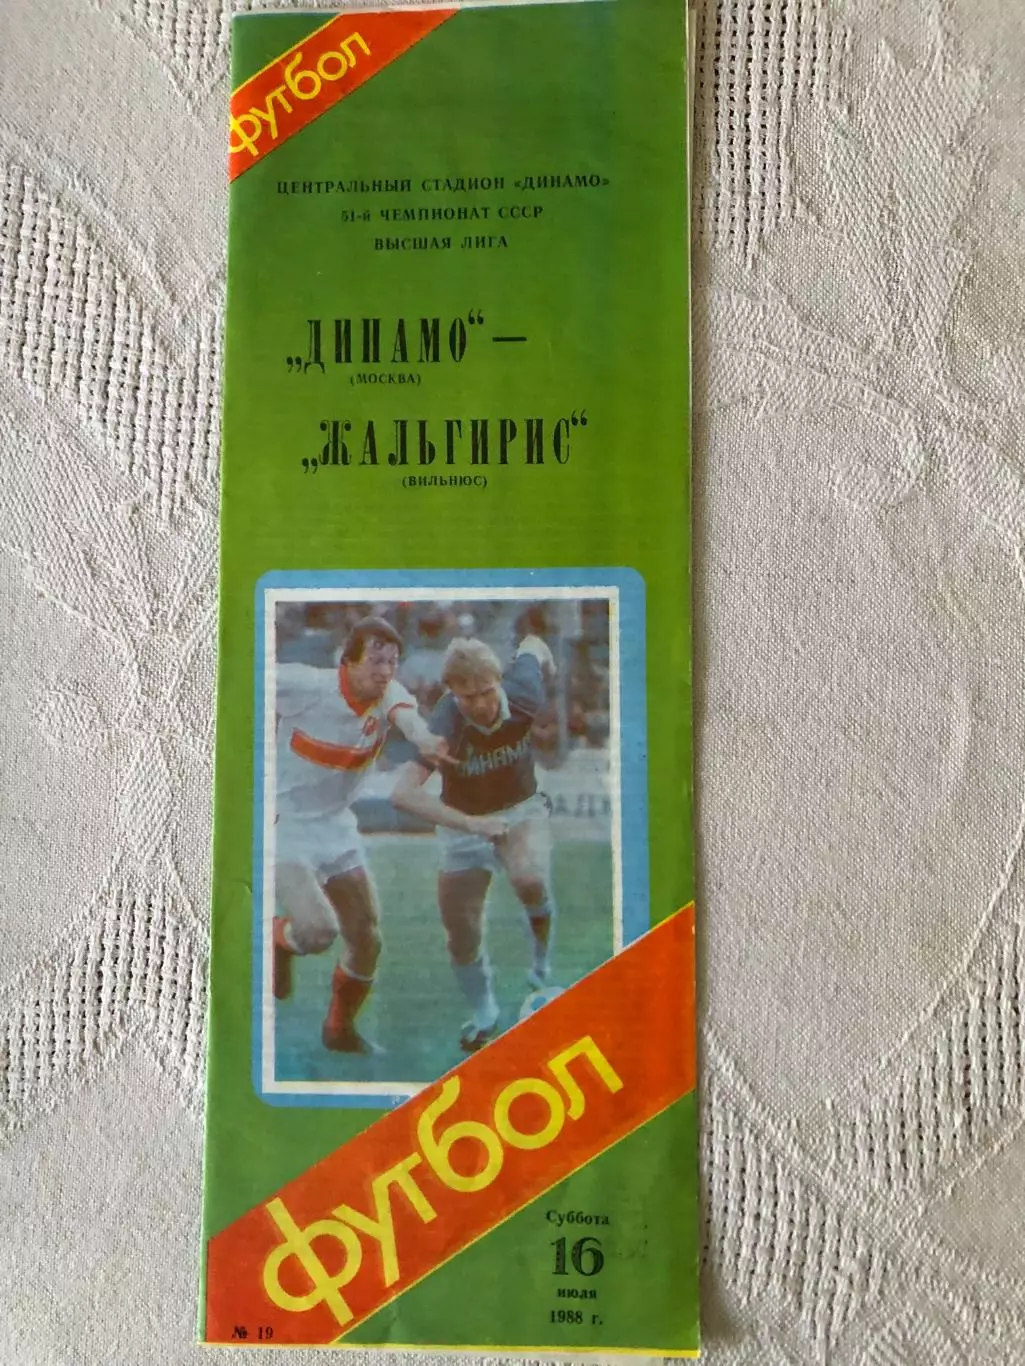 футбол
ЦЕНТРАЛЬНЫЙ СТАДИОН «ДИНАМО»
51-й ЧЕМПИОНАТ СССР
ВЫСШАЯ ЛИГА
„ДИНАМО“ —
(МОСКВА)
„ЖАЛЬГИРИС“
(ВИЛЬНЮС)
ДИНАМО
футбол
Суббота
16
июля
1988 г.
№ 19